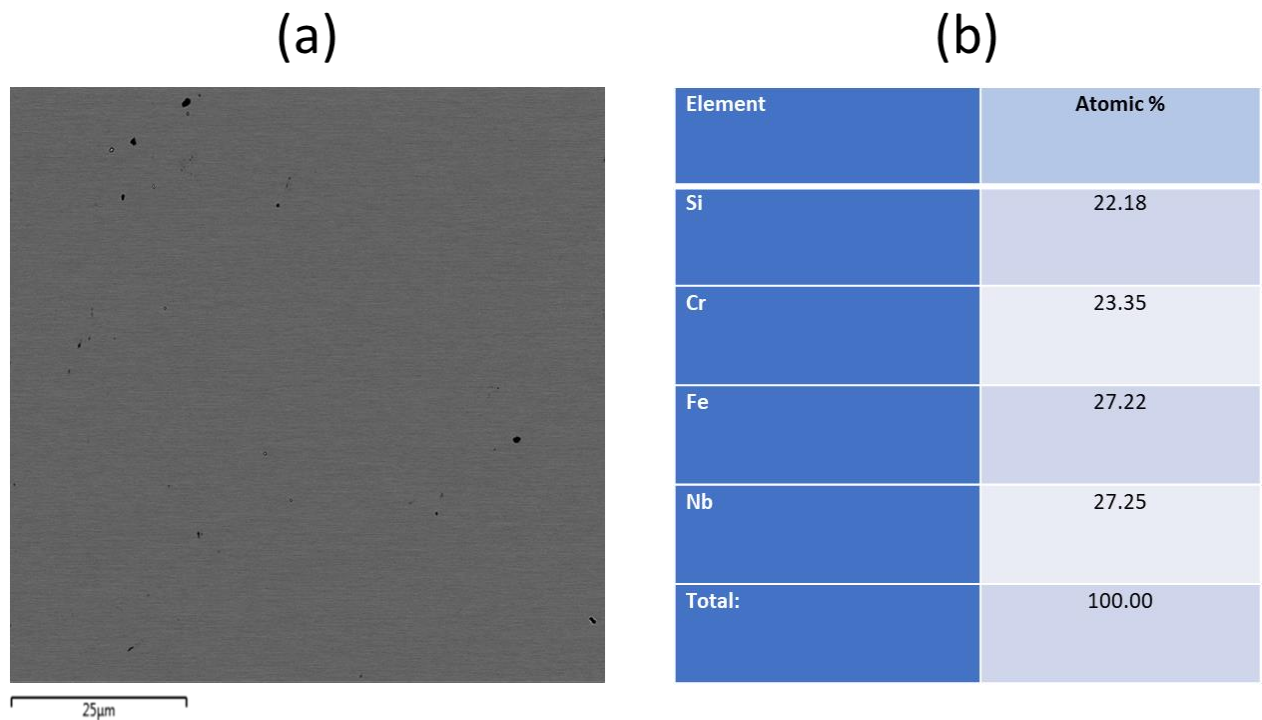 (a)
(b)
Element Atomic %
Si 22.18
Cr 23.35
Fe 27.22
Nb 27.25
Total: 100.00
25μm